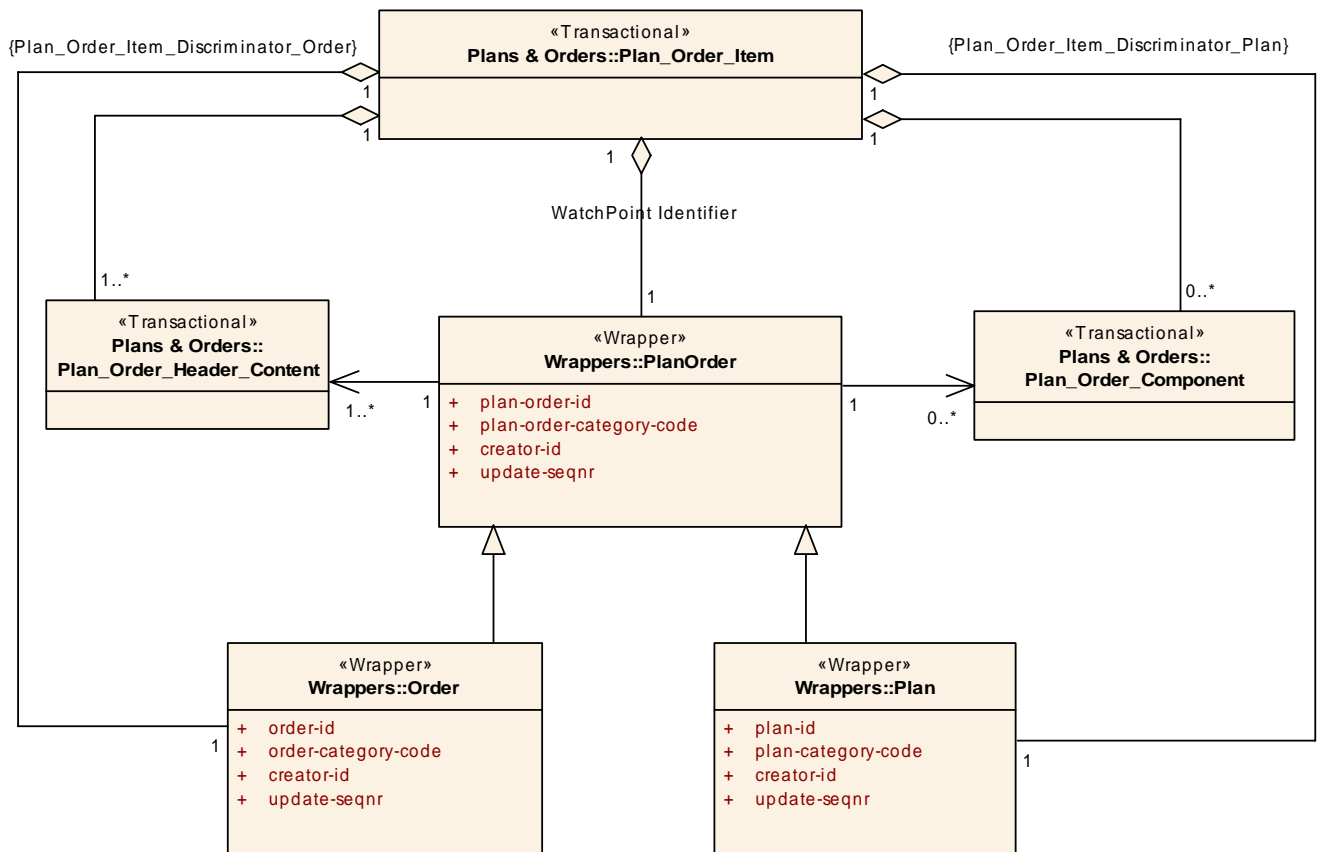 {Plan_Order_Item_Discriminator_Order}
«Transactional»
Plans & Orders::Plan_Order_Item
{Plan_Order_Item_Discriminator_Plan}
1
1
1
1
1
WatchPoint Identifier
1..*
1
0..*
«Transactional»
Plans & Orders::
Plan_Order_Header_Content
«Wrapper»
Wrappers::PlanOrder
+ plan-order-id
+ plan-order-category-code
+ creator-id
+ update-seqnr
«Transactional»
Plans & Orders::
Plan_Order_Component
1..*
1
1
0..*
«Wrapper»
Wrappers::Order
+ order-id
+ order-category-code
+ creator-id
+ update-seqnr
1
«Wrapper»
Wrappers::Plan
+ plan-id
+ plan-category-code
+ creator-id
+ update-seqnr
1